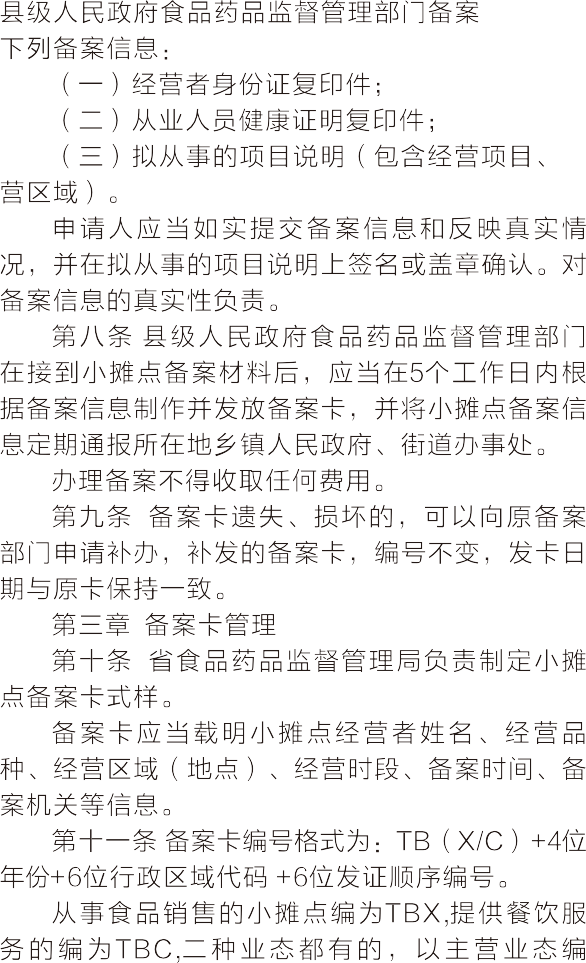 县级人民政府食品药品监督管理部门备案
下列备案信息：
（一）经营者身份证复印件；
（二）从业人员健康证明复印件；
（三）拟从事的项目说明（包含经营项目、
营区域）。
申请人应当如实提交备案信息和反映真实情
况，并在拟从事的项目说明上签名或盖章确认。对
备案信息的真实性负责。
第八条 县级人民政府食品药品监督管理部门
在接到小摊点备案材料后，应当在5个工作日内根
据备案信息制作并发放备案卡，并将小摊点备案信
息定期通报所在地乡镇人民政府、街道办事处。
办理备案不得收取任何费用。
第九条 备案卡遗失、损坏的，可以向原备案
部门申请补办，补发的备案卡，编号不变，发卡日
期与原卡保持一致。
第三章 备案卡管理
第十条 省食品药品监督管理局负责制定小摊
点备案卡式样。
备案卡应当载明小摊点经营者姓名、经营品
种、经营区域（地点）、经营时段、备案时间、备
案机关等信息。
第十一条 备案卡编号格式为：TB（X/C）+4位
年份+6位行政区域代码 +6位发证顺序编号。
从事食品销售的小摊点编为TBX,提供餐饮服
务的编为TBC,二种业态都有的，以主营业态编